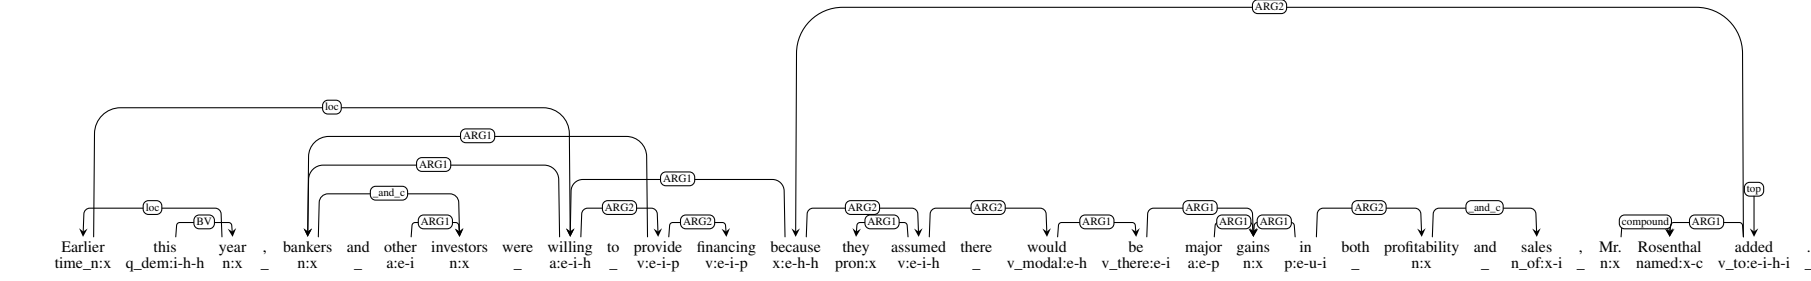 ARG2
loc
ARG1
ARG1
ARG1
top
_and_c
loc ARG2 ARG2 ARG2 ARG1 ARG2 _and_c
BV ARG1 ARG2 ARG1 ARG1 ARG1 ARG1 compound ARG1
Earlier this year , bankers and other investors were willing to provide financing because they assumed there would be major gains in both profitability and sales , Mr. Rosenthal added .
time_n:x q_dem:i-h-h n:x _ n:x _ a:e-i n:x _ a:e-i-h _ v:e-i-p v:e-i-p x:e-h-h pron:x v:e-i-h _ v_modal:e-h v_there:e-i a:e-p n:x p:e-u-i _ n:x _ n_of:x-i _ n:x named:x-c v_to:e-i-h-i _